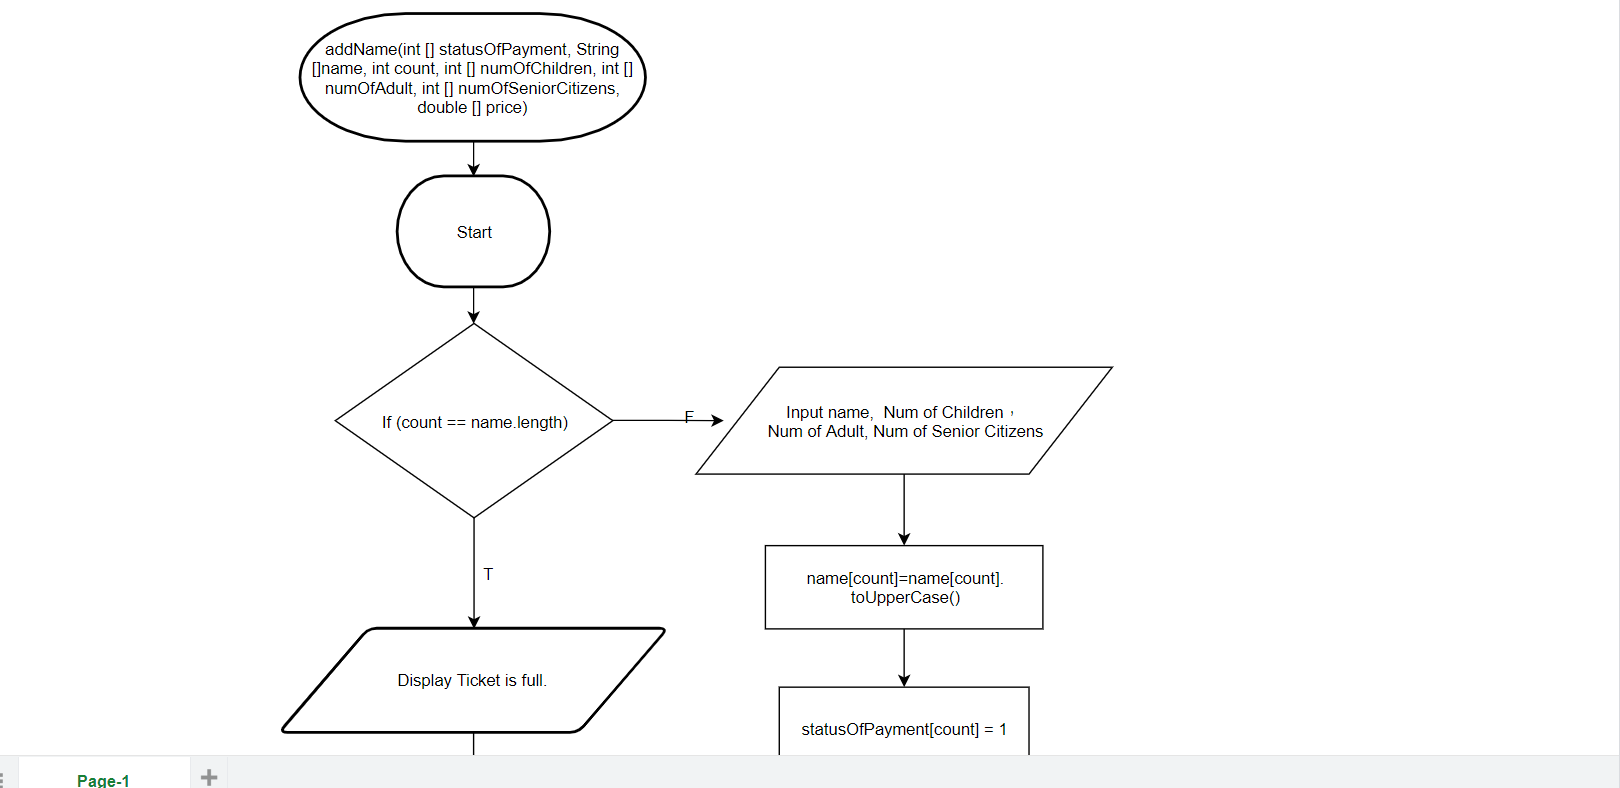 addName(int [] statusOfPayment, String
[]name, int count, int [] numOfChildren, int []
numOfAdult, int [] numOfSeniorCitizens,
double [] price)
Start
If (count == name.length)
F
Input name,  Num of Children ，
Num of Adult, Num of Senior Citizens
T
name[count]=name[count].
toUpperCase()
Display Ticket is full.
statusOfPayment[count] = 1
Page-1